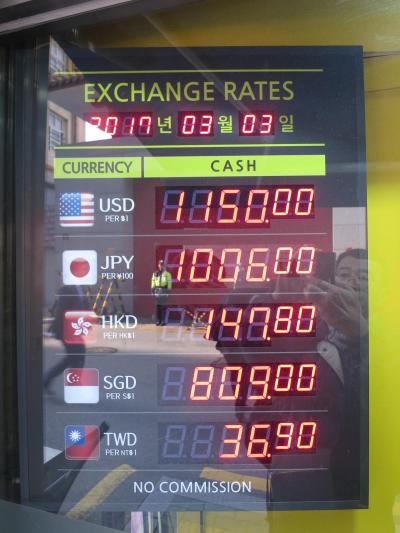 EXCHANGE RATES
2017년 03월 03일
CURRENCY CASH
USD 1150.00
PER $1
JPY 1006.00
PER ¥100
HKD 147.80
PER HK$1
SGD 809.00
PER S$1
TWD 36.90
PER NT$1
NO COMMISSION